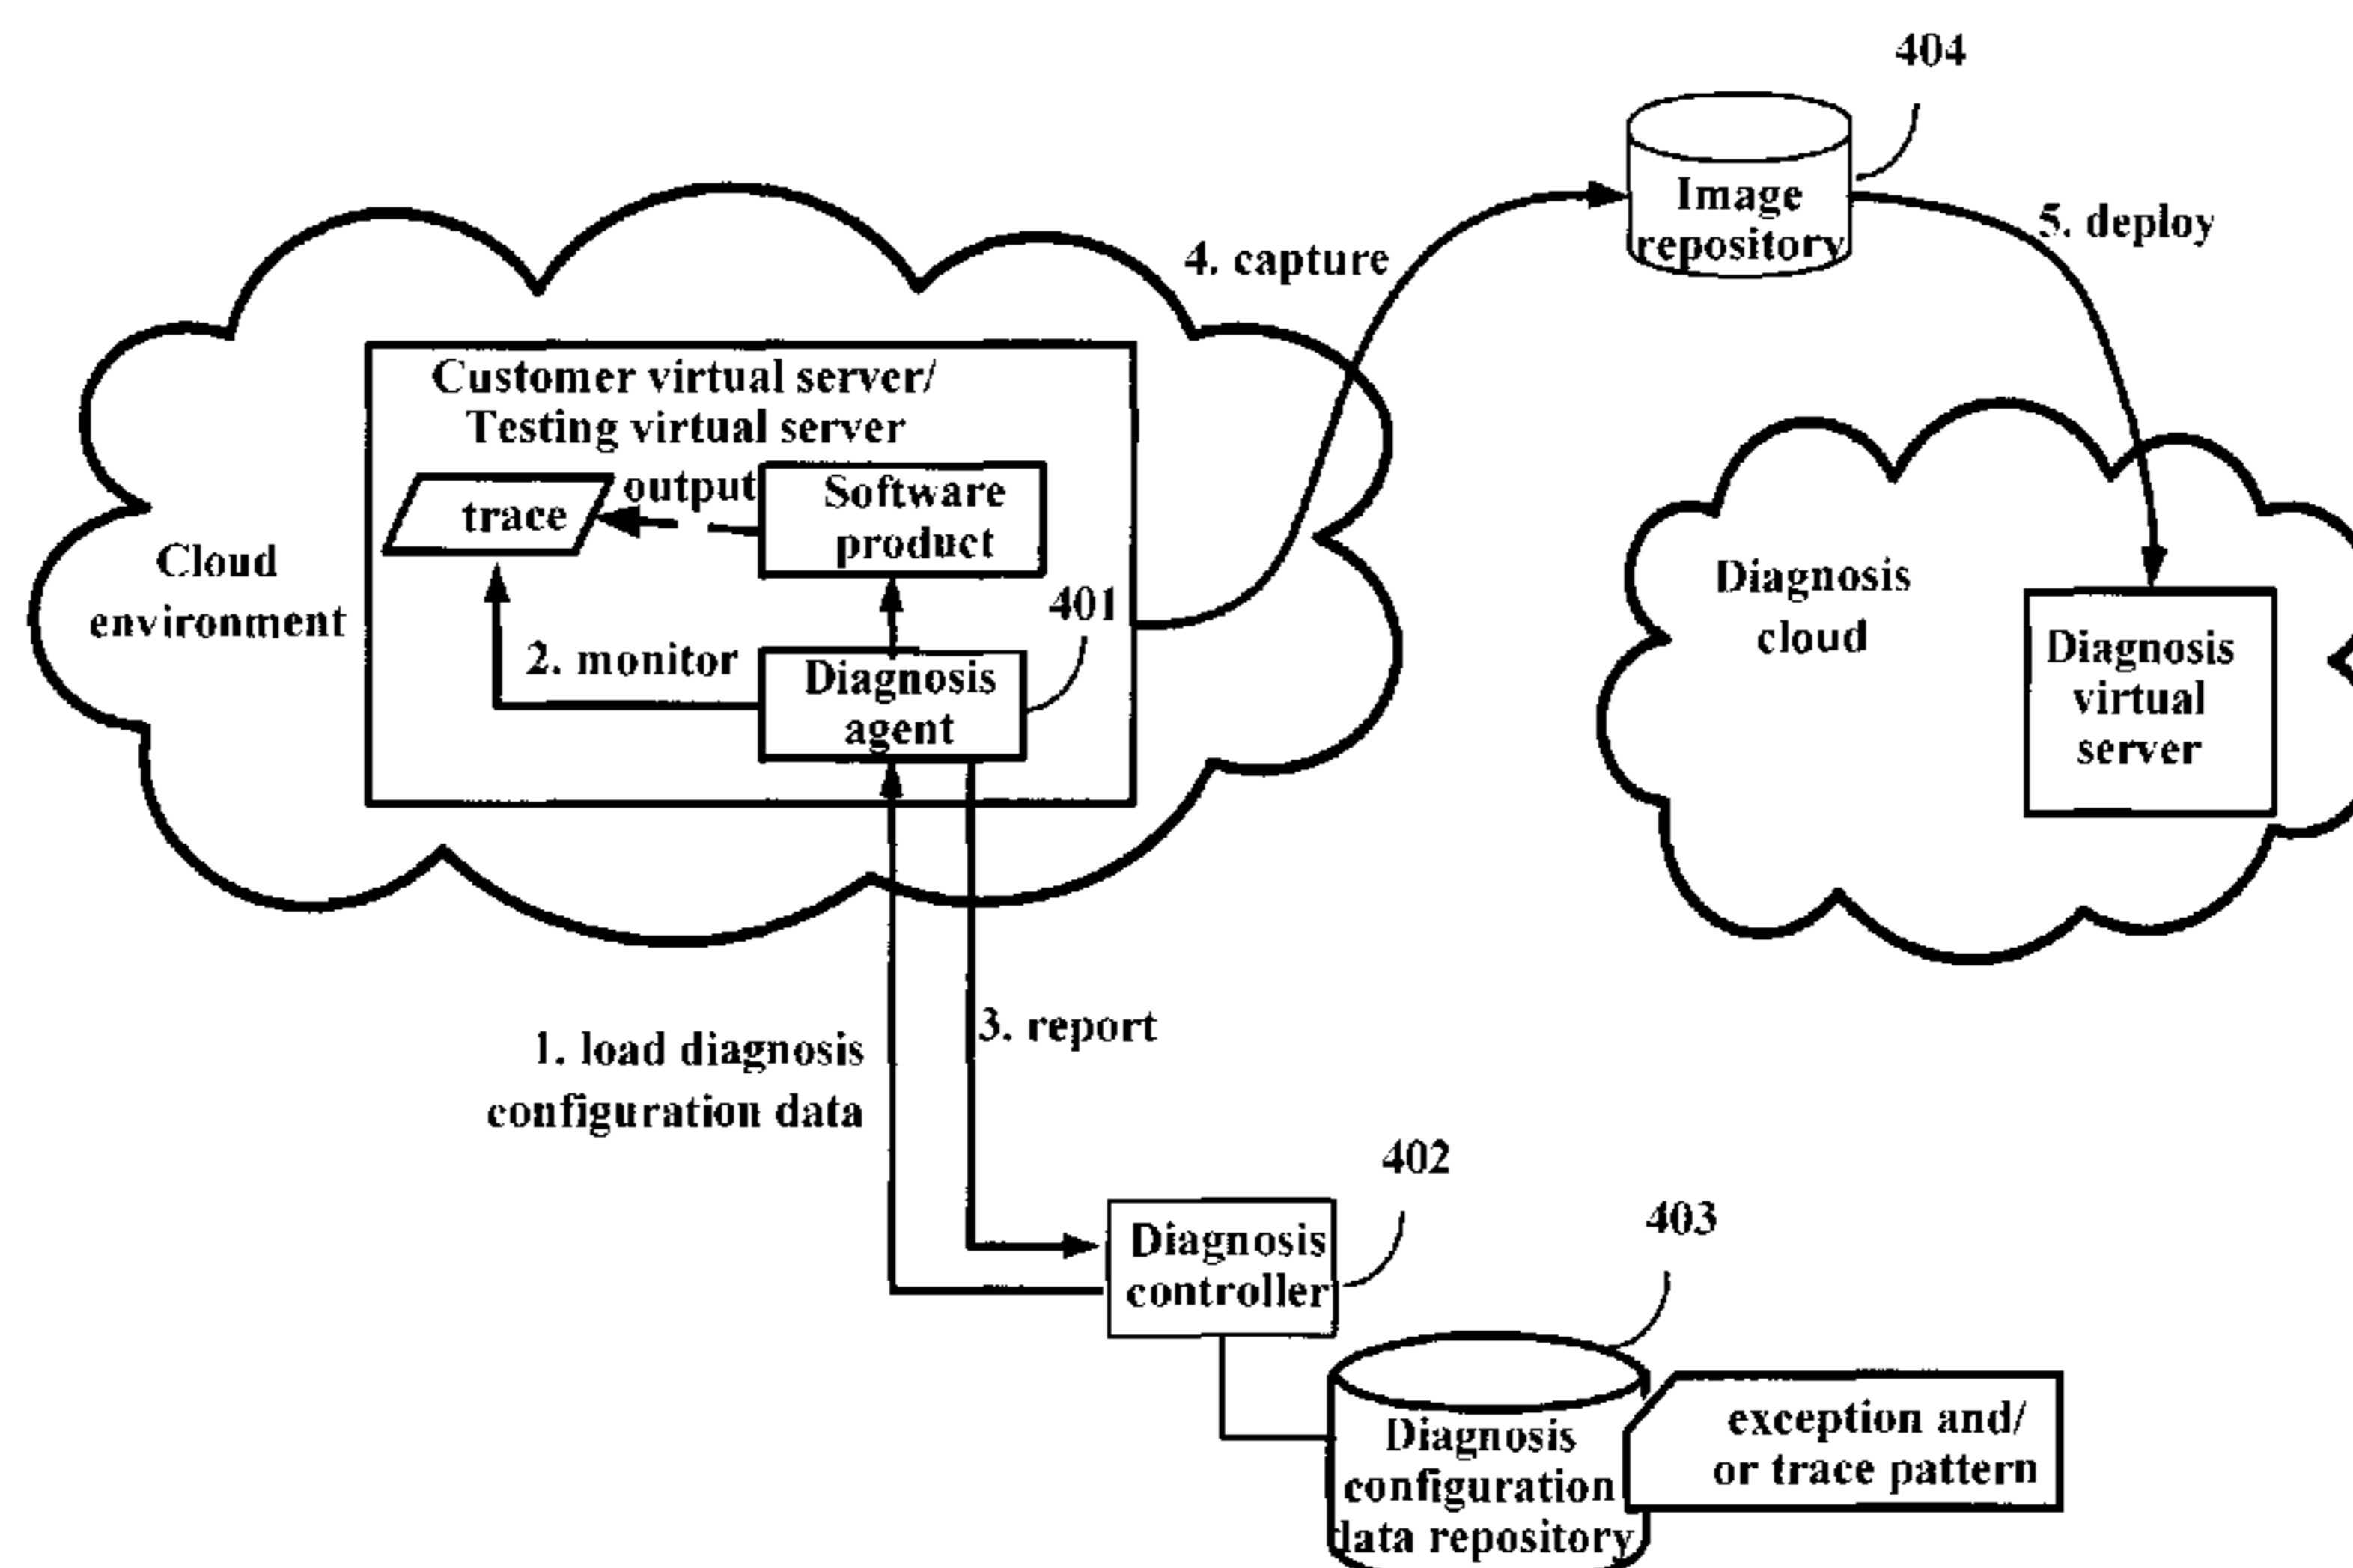 404
Image
repository
5. deploy
4. capture
Customer virtual server/
Testing virtual server
output
trace
Software
product
Cloud
environment
401
2. monitor
Diagnosis
agent
Diagnosis
cloud
Diagnosis
virtual
server
3. report
1. load diagnosis
configuration data
402
Diagnosis
controller
403
Diagnosis
configuration
data repository
exception and/
or trace pattern